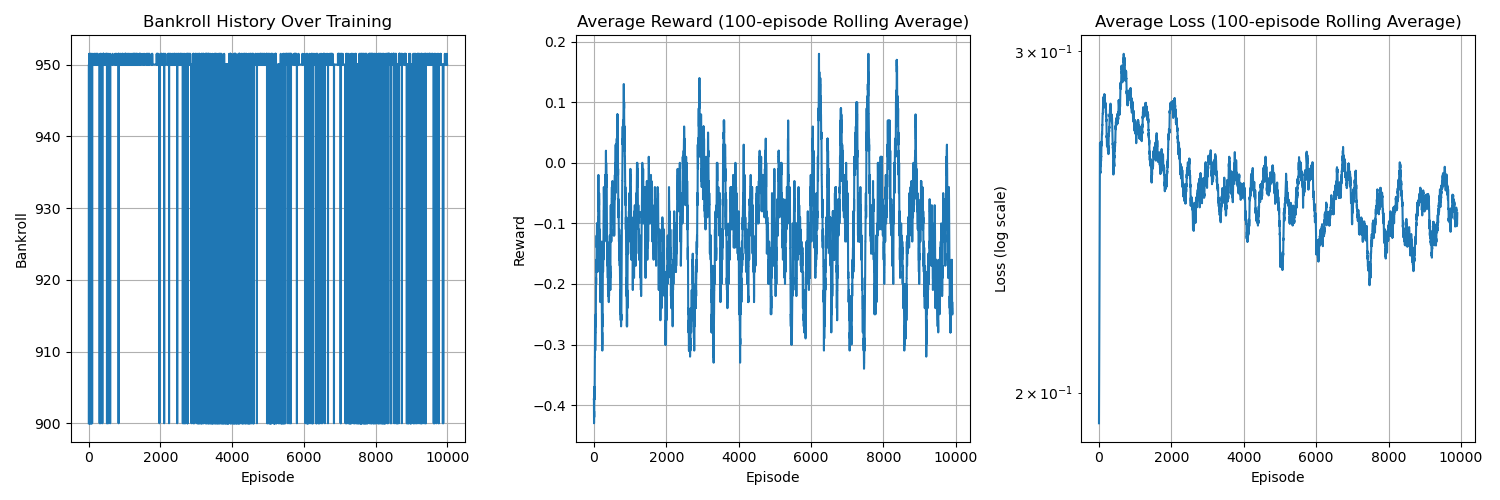 Bankroll History Over Training
950
940
930
920
910
900
Bankroll
0 2000 4000 6000 8000 10000
Episode
Average Reward (100-episode Rolling Average)
0.2
0.1
0.0
−0.1
−0.2
−0.3
−0.4
Reward
0 2000 4000 6000 8000 10000
Episode
Average Loss (100-episode Rolling Average)
3 × 10⁻¹
2 × 10⁻¹
Loss (log scale)
0 2000 4000 6000 8000 10000
Episode